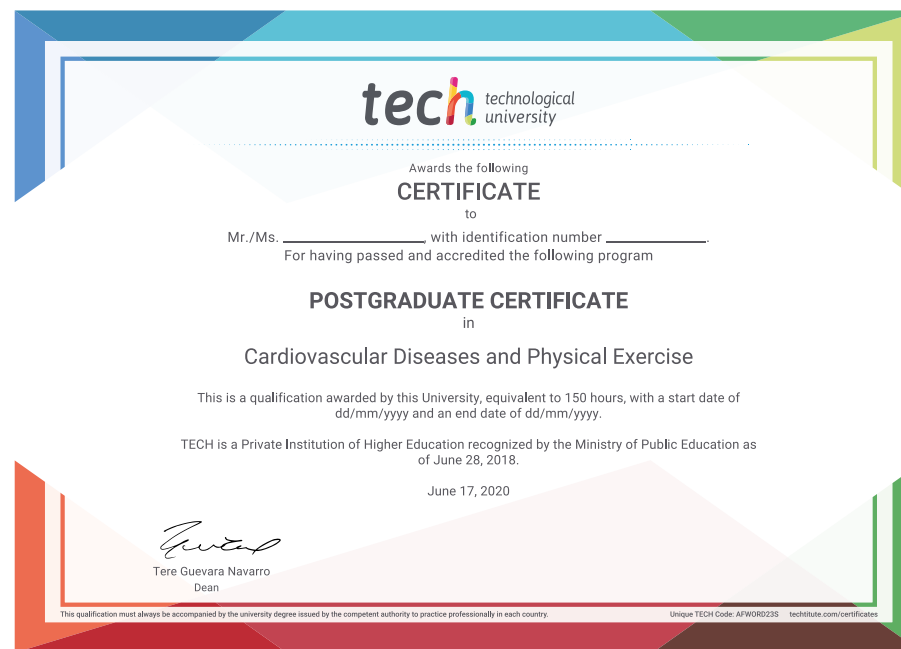 tech technological
university
Awards the following
CERTIFICATE
to
Mr./Ms. ____________________, with identification number ______________.
For having passed and accredited the following program
POSTGRADUATE CERTIFICATE
in
Cardiovascular Diseases and Physical Exercise
This is a qualification awarded by this University, equivalent to 150 hours, with a start date of
dd/mm/yyyy and an end date of dd/mm/yyyy.
TECH is a Private Institution of Higher Education recognized by the Ministry of Public Education as
of June 28, 2018.
June 17, 2020
Tere Guevara Navarro
Dean
This qualification must always be accompanied by the university degree issued by the competent authority to practice professionally in each country. Unique TECH Code: AFWORD23S techtitute.com/certificates